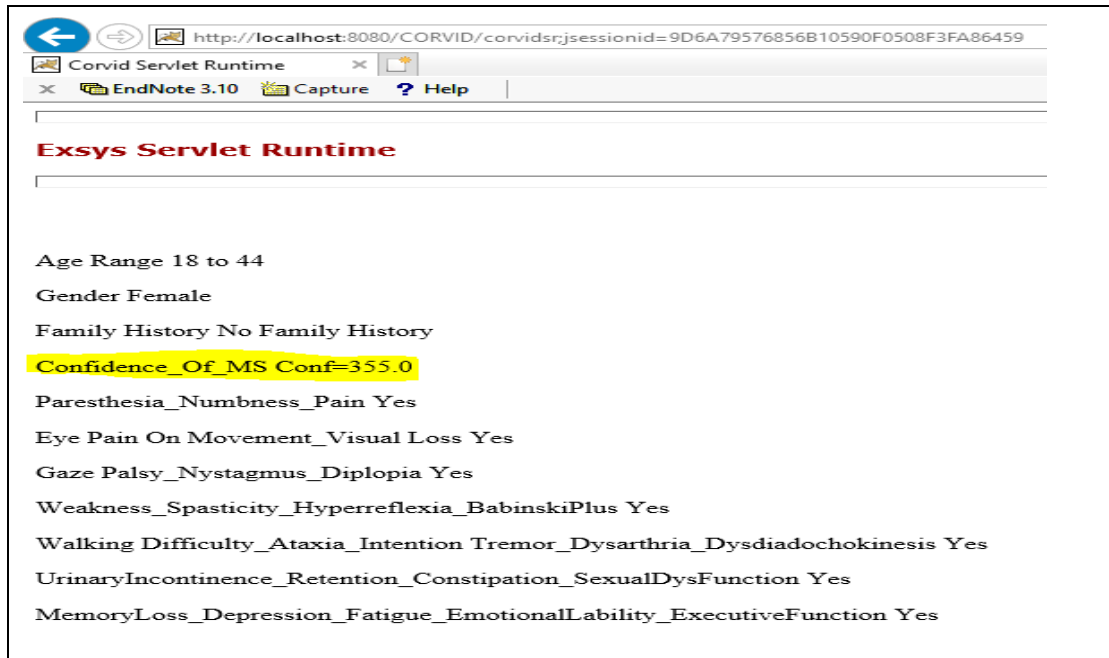 http://localhost:8080/CORVID/corvidsr;jsessionid=9D6A79576856B10590F0508F3FA86459
Corvid Servlet Runtime
EndNote 3.10 Capture ? Help
Exsys Servlet Runtime
Age Range 18 to 44
Gender Female
Family History No Family History
Confidence_Of_MS Conf=355.0
Paresthesia_Numbness_Pain Yes
Eye Pain On Movement_Visual Loss Yes
Gaze Palsy_Nystagmus_Diplopia Yes
Weakness_Spasticity_Hyperreflexia_BabinskiPlus Yes
Walking Difficulty_Ataxia_Intention Tremor_Dysarthria_Dysdiadochokinesis Yes
UrinaryIncontinence_Retention_Constipation_SexualDysFunction Yes
MemoryLoss_Depression_Fatigue_EmotionalLability_ExecutiveFunction Yes